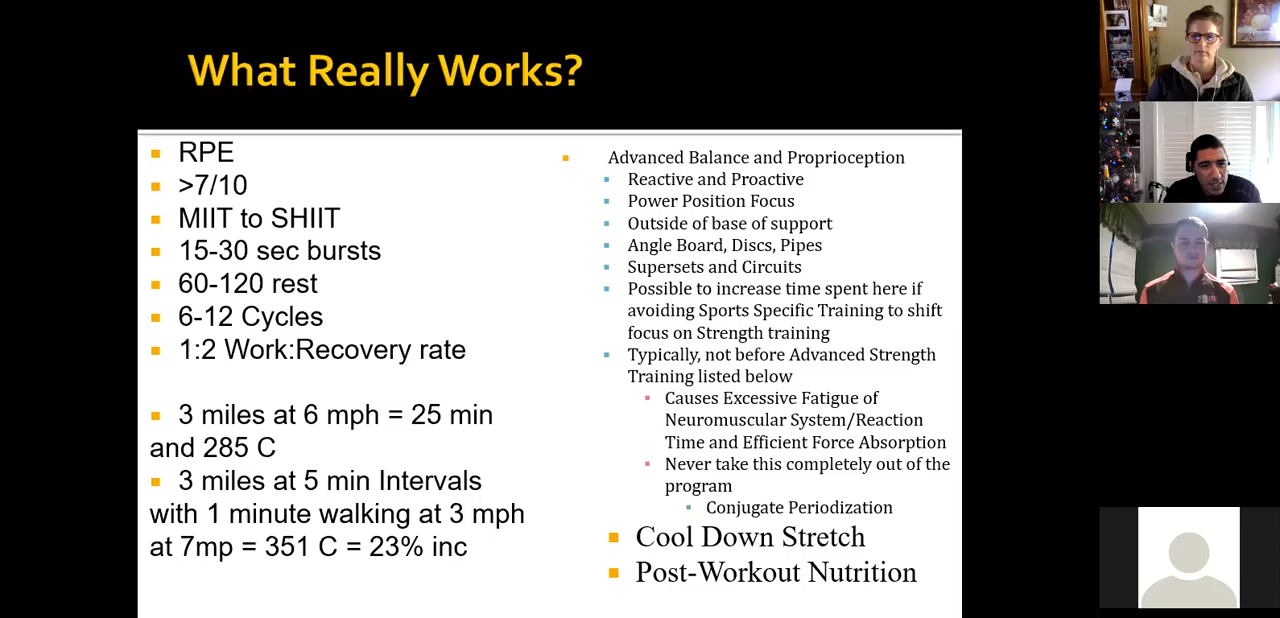 What Really Works?
RPE
>7/10
MIIT to SHIIT
15-30 sec bursts
60-120 rest
6-12 Cycles
1:2 Work:Recovery rate
3 miles at 6 mph = 25 min
and 285 C
3 miles at 5 min Intervals
with 1 minute walking at 3 mph
at 7mp = 351 C = 23% inc
Advanced Balance and Proprioception
Reactive and Proactive
Power Position Focus
Outside of base of support
Angle Board, Discs, Pipes
Supersets and Circuits
Possible to increase time spent here if
avoiding Sports Specific Training to shift
focus on Strength training
Typically, not before Advanced Strength
Training listed below
Causes Excessive Fatigue of
Neuromuscular System/Reaction
Time and Efficient Force Absorption
Never take this completely out of the
program
Conjugate Periodization
Cool Down Stretch
Post-Workout Nutrition